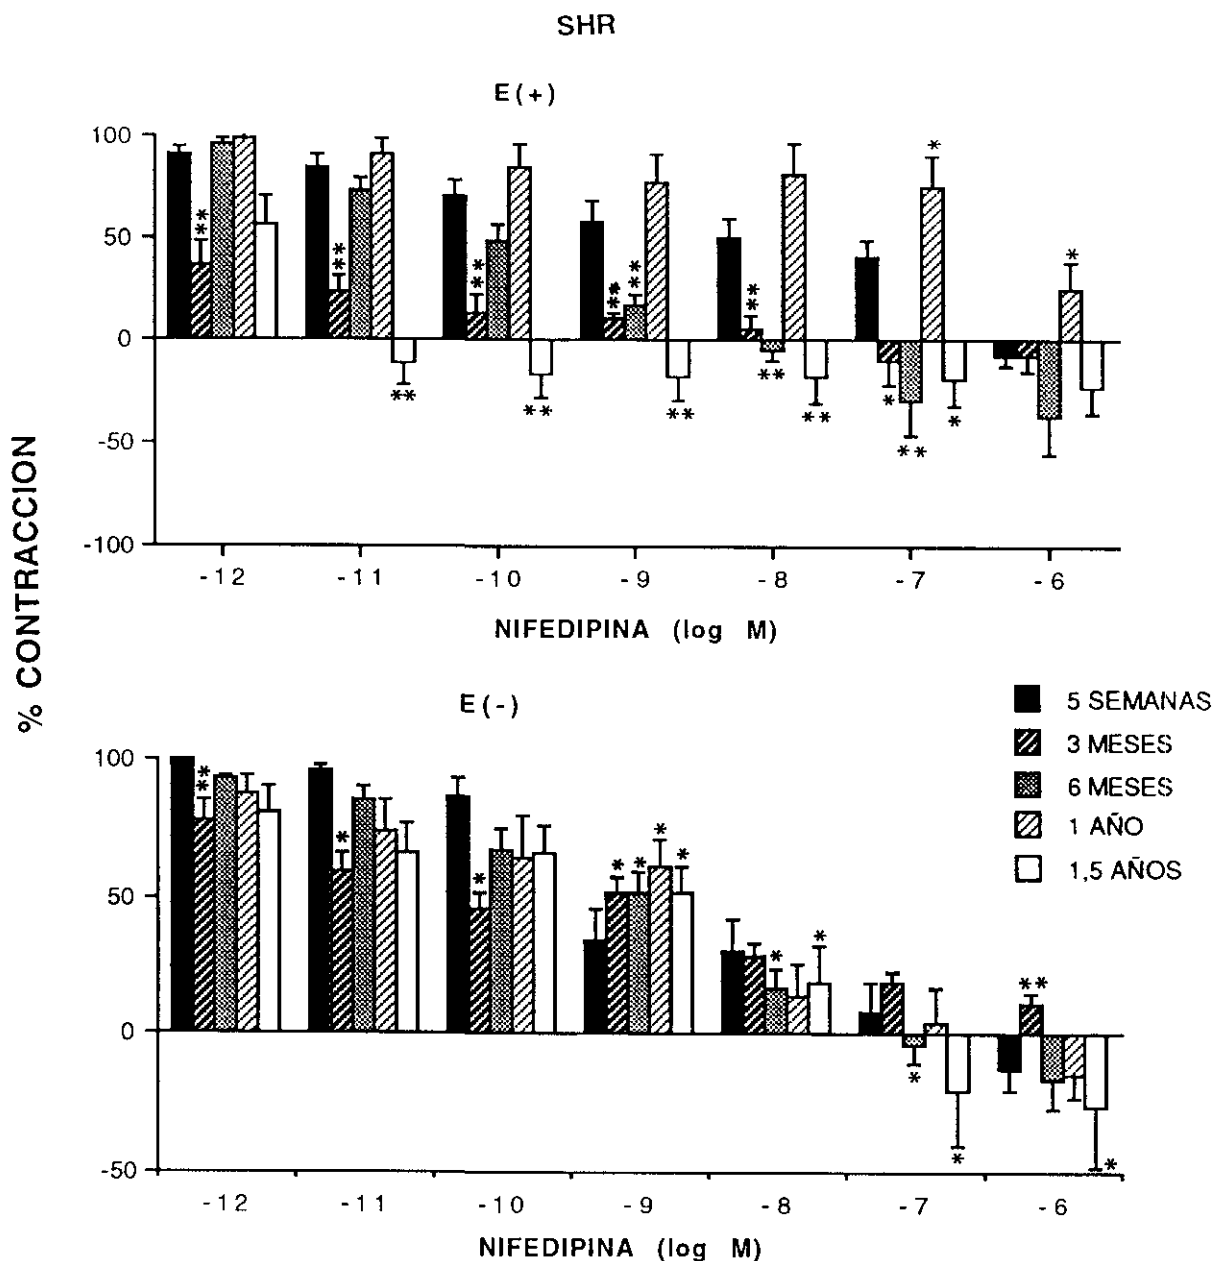 SHR
E(+)
100
50
0
-50
-100
-12 -11 -10 -9 -8 -7 -6
NIFEDIPINA (log M)
% CONTRACCION
E(-)
5 SEMANAS
3 MESES
6 MESES
1 AÑO
1,5 AÑOS
100
50
0
-50
-12 -11 -10 -9 -8 -7 -6
NIFEDIPINA (log M)